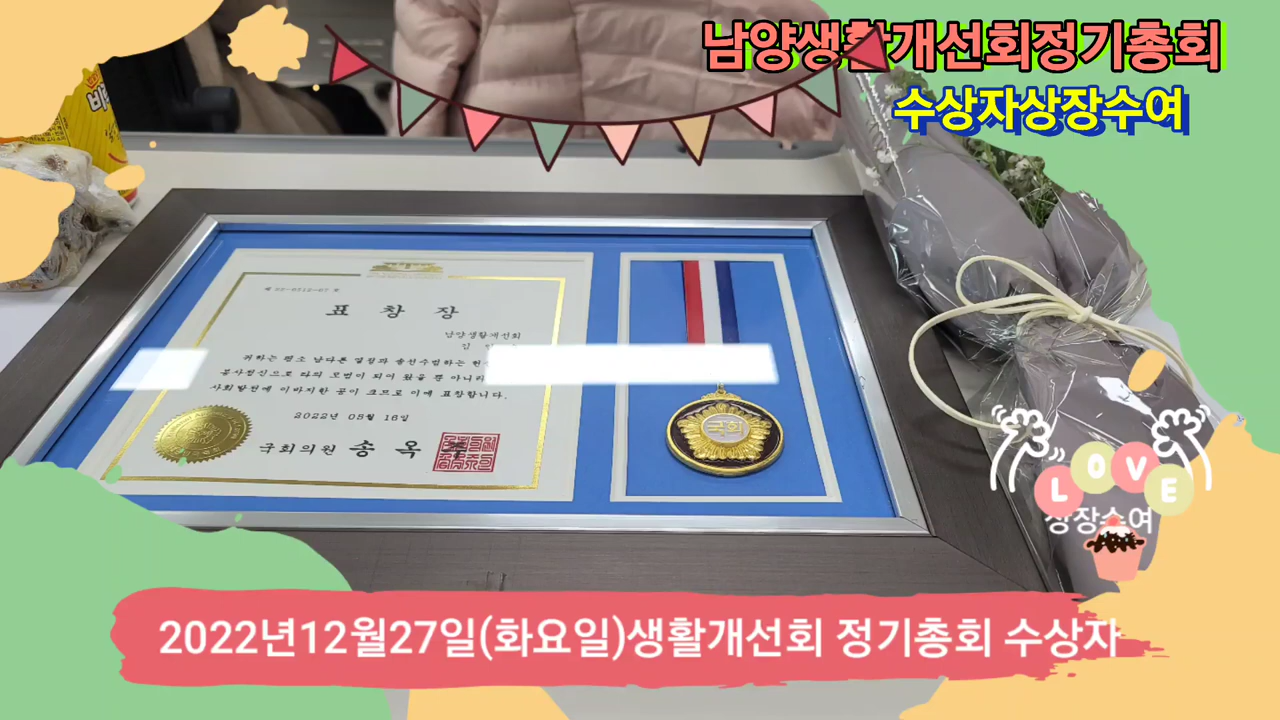 남양생활개선회정기총회
수상자상장수여
표 창 장
남양생활개선회
김
귀하는 평소 남다른 열정과 솔선수범하는
봉사정신으로 타의 모범이 되어 왔을 뿐 아니라
사회발전에 이바지한 공이 크므로 이에 표창합니다.
2022년 05월 16일
국회의원 송 옥 주
국회
LOVE
상장수여
2022년12월27일(화요일)생활개선회 정기총회 수상자